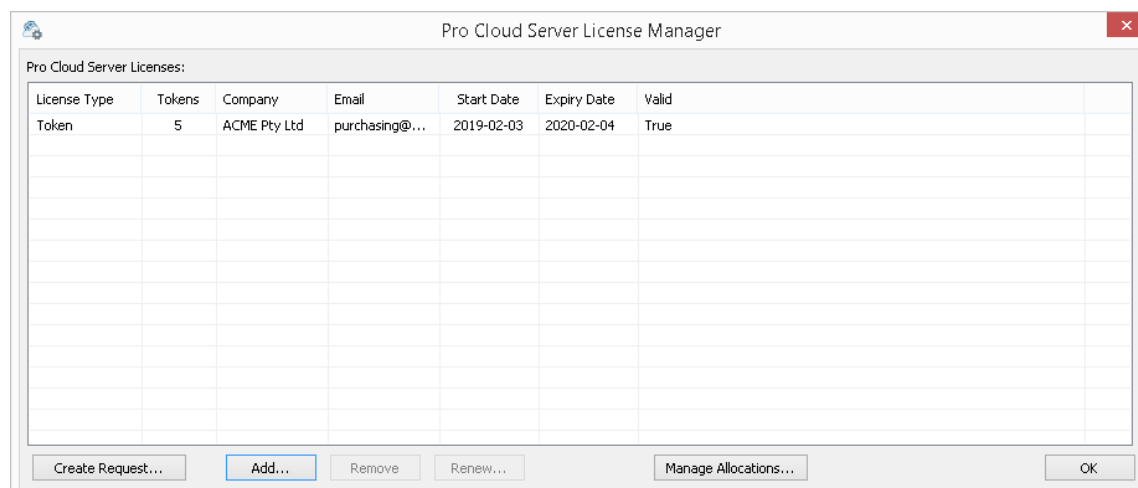 Pro Cloud Server License Manager
Pro Cloud Server Licenses:
License Type Tokens Company Email Start Date Expiry Date Valid
Token 5 ACME Pty Ltd purchasing@... 2019-02-03 2020-02-04 True
Create Request... Add... Remove Renew... Manage Allocations... OK